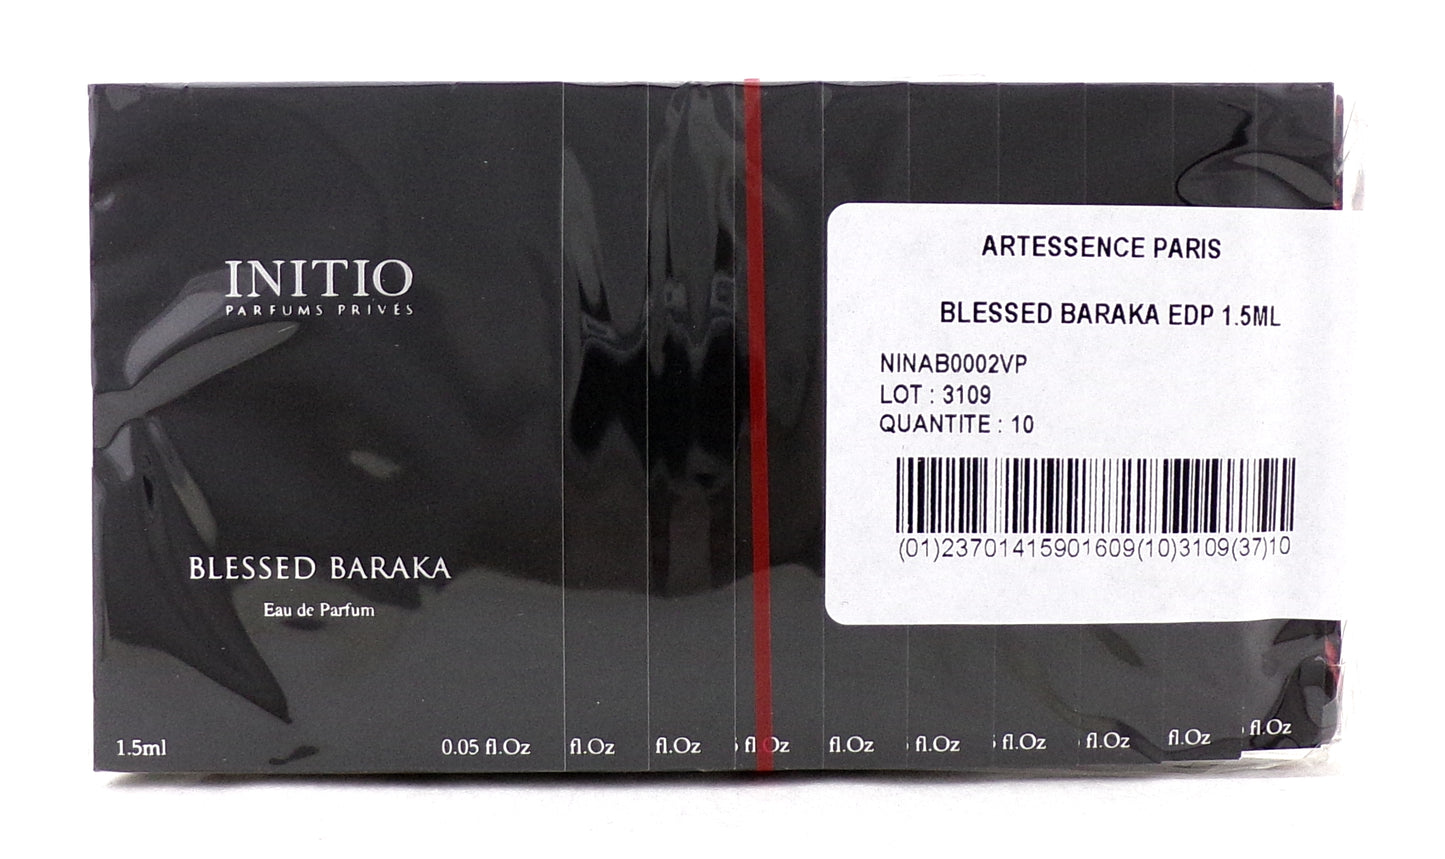 INITIO
PARFUMS PRIVÉS
BLESSED BARAKA
Eau de Parfum
1.5ml
0.05 fl.Oz
fl.Oz
fl.Oz
5 fl.Oz
fl.Oz
fl.Oz
5 fl.Oz
fl.Oz
fl.Oz
fl.Oz
ARTESSENCE PARIS
BLESSED BARAKA EDP 1.5ML
NINAB0002VP
LOT : 3109
QUANTITE : 10
(01)23701415901609(10)3109(37)10